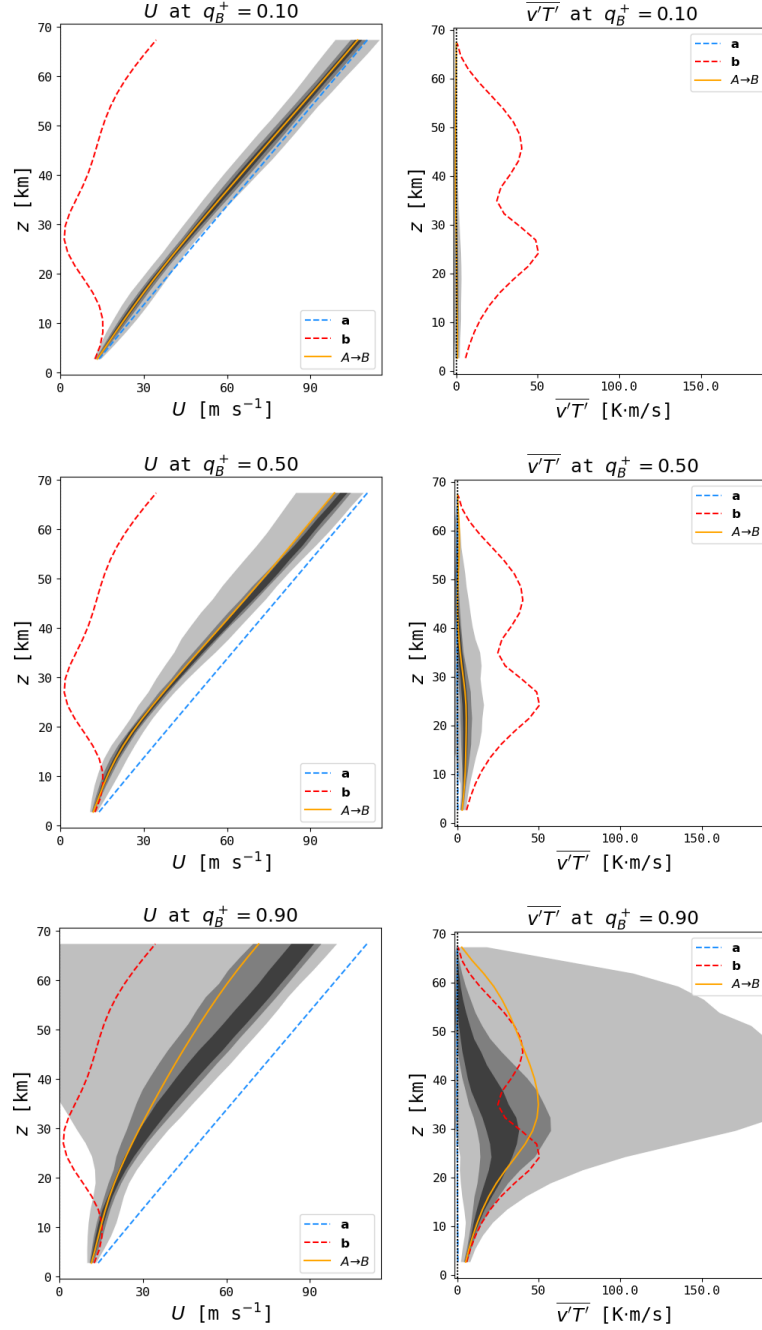 U at q_B^+ = 0.10
z [km]
70
60
50
40
30
20
10
0
0 30 60 90
U [m s⁻¹]
a
b
A→B
v'T' at q_B^+ = 0.10
z [km]
70
60
50
40
30
20
10
0
0 50 100.0 150.0
v'T' [K·m/s]
a
b
A→B
U at q_B^+ = 0.50
z [km]
70
60
50
40
30
20
10
0
0 30 60 90
U [m s⁻¹]
a
b
A→B
v'T' at q_B^+ = 0.50
z [km]
70
60
50
40
30
20
10
0
0 50 100.0 150.0
v'T' [K·m/s]
a
b
A→B
U at q_B^+ = 0.90
z [km]
70
60
50
40
30
20
10
0
0 30 60 90
U [m s⁻¹]
a
b
A→B
v'T' at q_B^+ = 0.90
z [km]
70
60
50
40
30
20
10
0
0 50 100.0 150.0
v'T' [K·m/s]
a
b
A→B